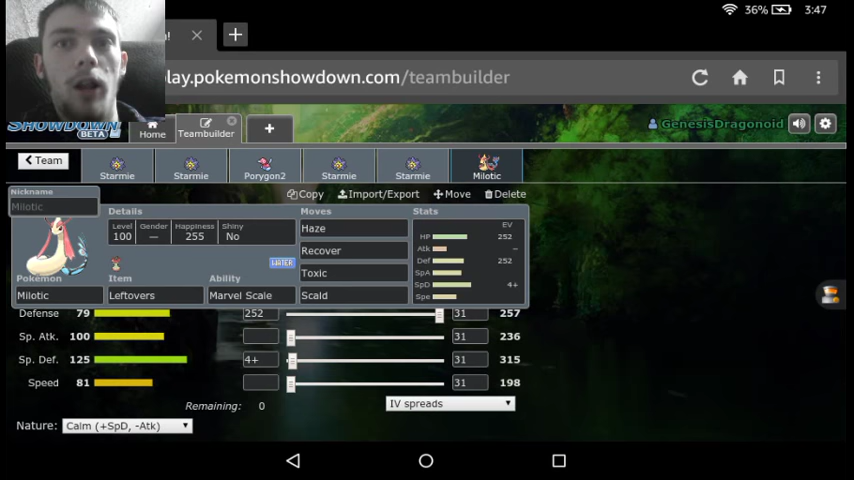 36% 3:47
!
lay.pokemonshowdown.com/teambuilder
SHOWDOWN BETA
Home
Teambuilder
GenesisDragonoid
< Team
Starmie Starmie Porygon2 Starmie Starmie Milotic
Copy Import/Export Move Delete
Nickname
Milotic
Details
Level Gender Happiness Shiny
100 — 255 No
WATER
Pokémon Item Ability
Milotic Leftovers Marvel Scale
Moves
Haze
Recover
Toxic
Scald
Stats
EV
HP 252
Atk –
Def 252
SpA
SpD 4+
Spe
Defense 79 252 31 257
Sp. Atk. 100 31 236
Sp. Def. 125 4+ 31 315
Speed 81 31 198
Remaining: 0 IV spreads
Nature: Calm (+SpD, -Atk)